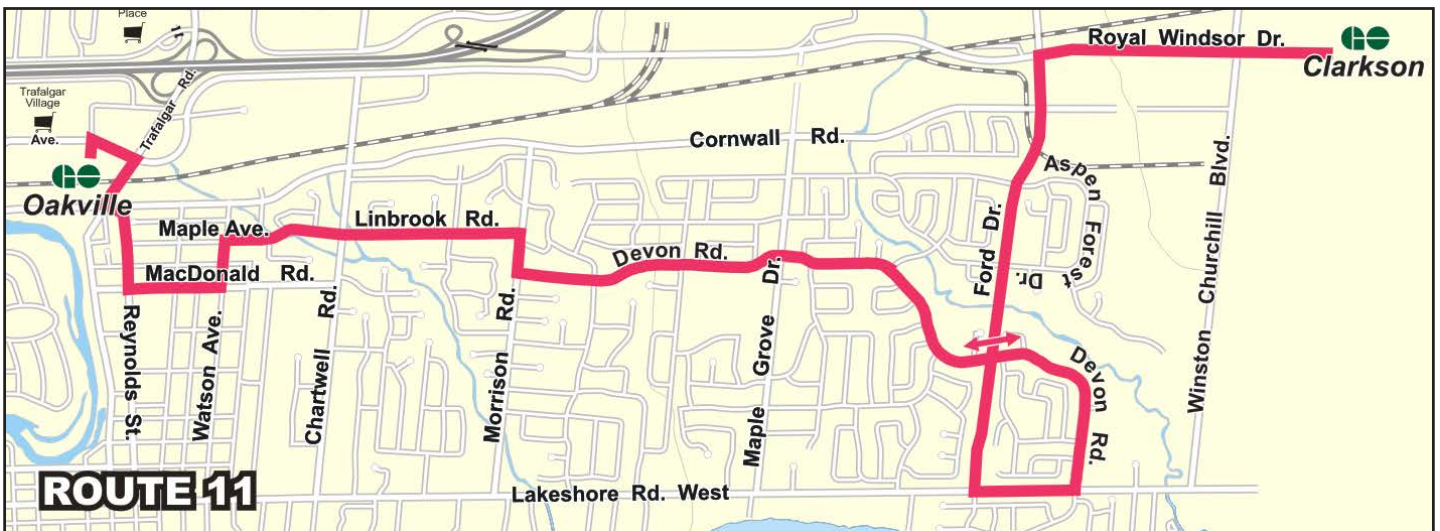 Place
Royal Windsor Dr.
GO
Clarkson
Trafalgar Rd.
Trafalgar
Village
Ave.
Cornwall Rd.
GO
Oakville
Aspen Forest Dr.
Maple Ave.
Linbrook Rd.
Devon Rd.
MacDonald Rd.
Ford Dr.
Winston Churchill Blvd.
Reynolds St.
Watson Ave.
Chartwell Rd.
Morrison Rd.
Maple Grove Dr.
Devon Rd.
ROUTE 11
Lakeshore Rd. West